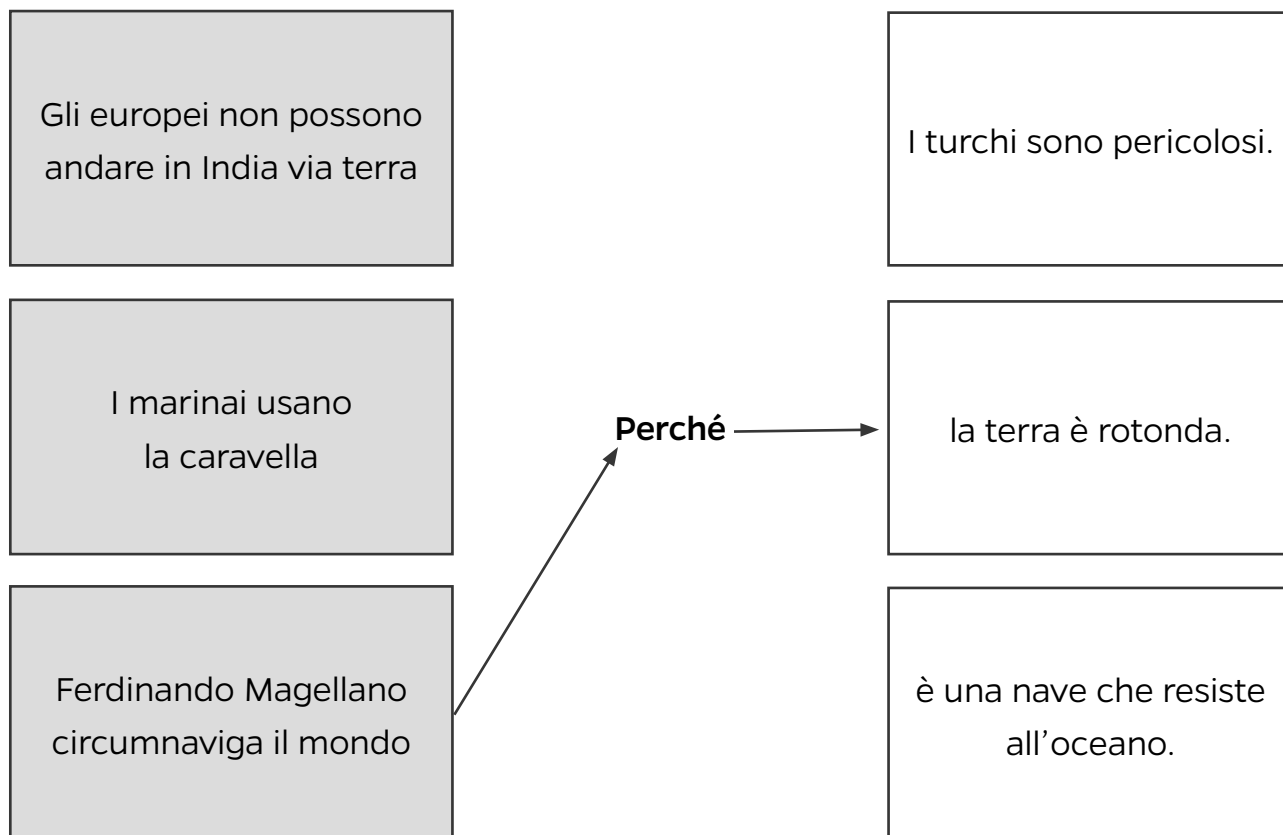 Gli europei non possono
andare in India via terra
I turchi sono pericolosi.
I marinai usano
la caravella
Perché
la terra è rotonda.
Ferdinando Magellano
circumnaviga il mondo
è una nave che resiste
all’oceano.